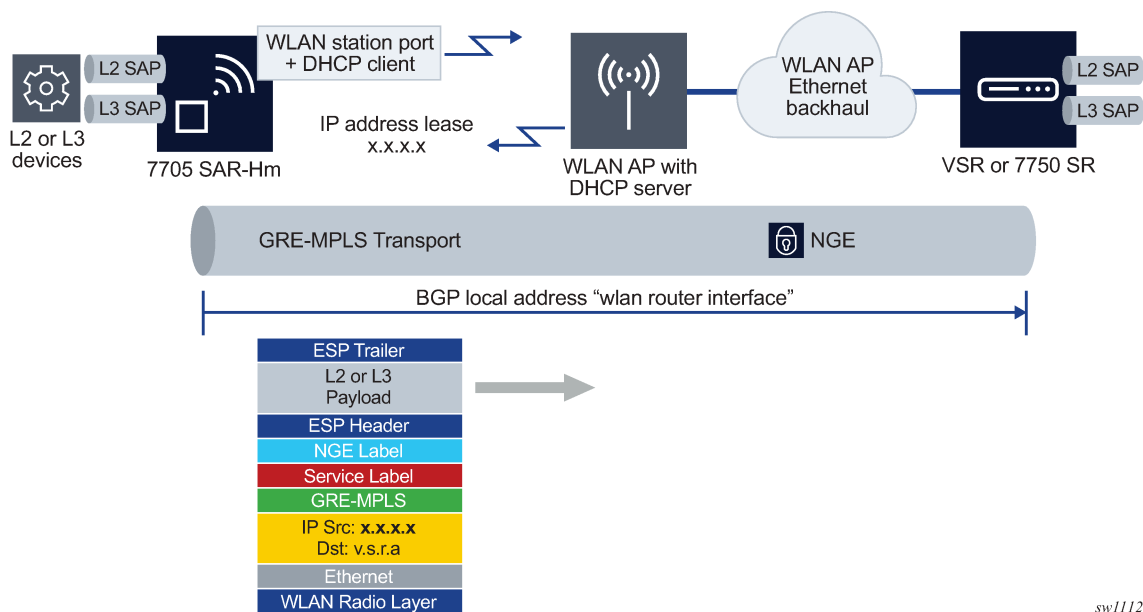 WLAN station port
+ DHCP client
L2 SAP
L3 SAP
L2 or L3
devices
7705 SAR-Hm
IP address lease
x.x.x.x
WLAN AP with
DHCP server
WLAN AP
Ethernet
backhaul
L2 SAP
L3 SAP
VSR or 7750 SR
GRE-MPLS Transport
NGE
BGP local address “wlan router interface”
ESP Trailer
L2 or L3
Payload
ESP Header
NGE Label
Service Label
GRE-MPLS
IP Src: x.x.x.x
Dst: v.s.r.a
Ethernet
WLAN Radio Layer
sw1112